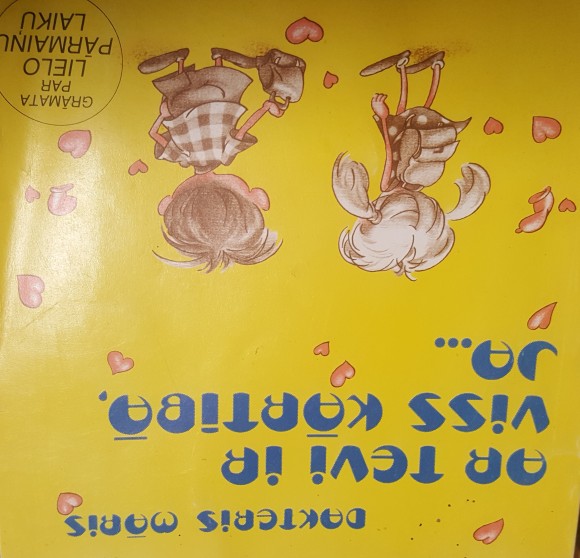 DAKTERIS MĀRIS
AR TEVI IR
VISS KĀRTĪBĀ,
JA...
GRĀMATA
PAR
LIELO
PĀRMAIŅU
LAIKU